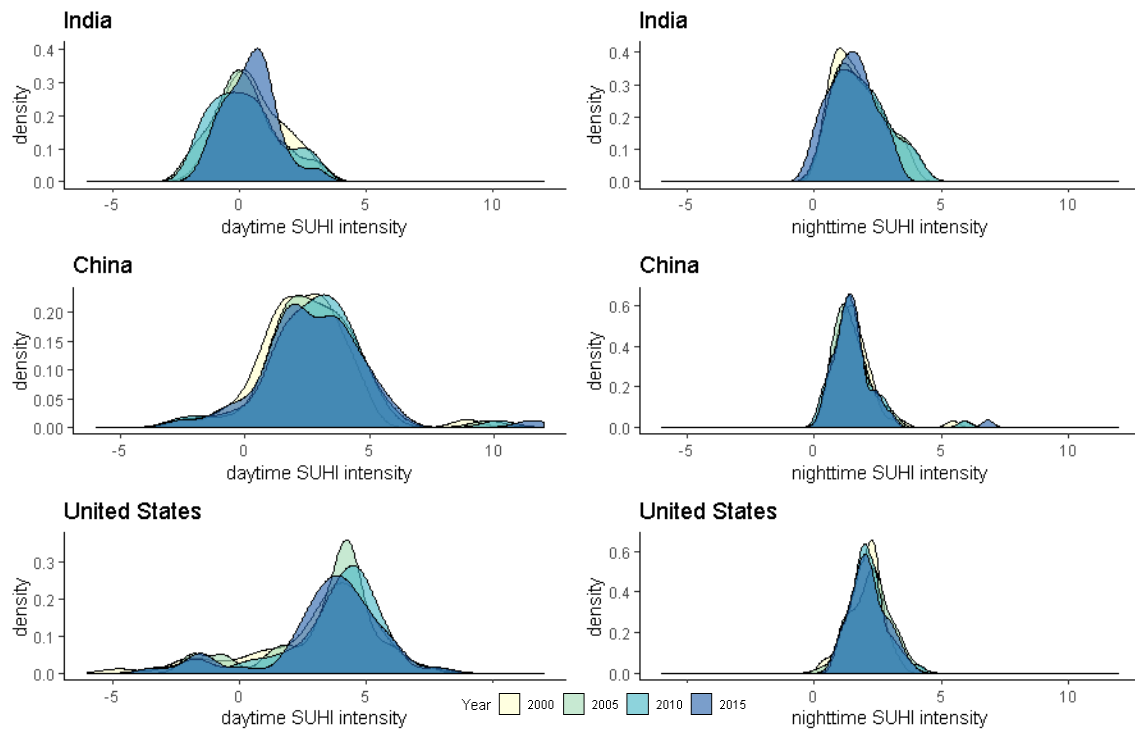 India
density
0.4
0.3
0.2
0.1
0.0
-5 0 5 10
daytime SUHI intensity
India
density
0.4
0.3
0.2
0.1
0.0
-5 0 5 10
nighttime SUHI intensity
China
density
0.20
0.15
0.10
0.05
0.00
-5 0 5 10
daytime SUHI intensity
China
density
0.6
0.4
0.2
0.0
-5 0 5 10
nighttime SUHI intensity
United States
density
0.3
0.2
0.1
0.0
-5 0 5 10
daytime SUHI intensity
United States
density
0.6
0.4
0.2
0.0
-5 0 5 10
nighttime SUHI intensity
Year 2000 2005 2010 2015